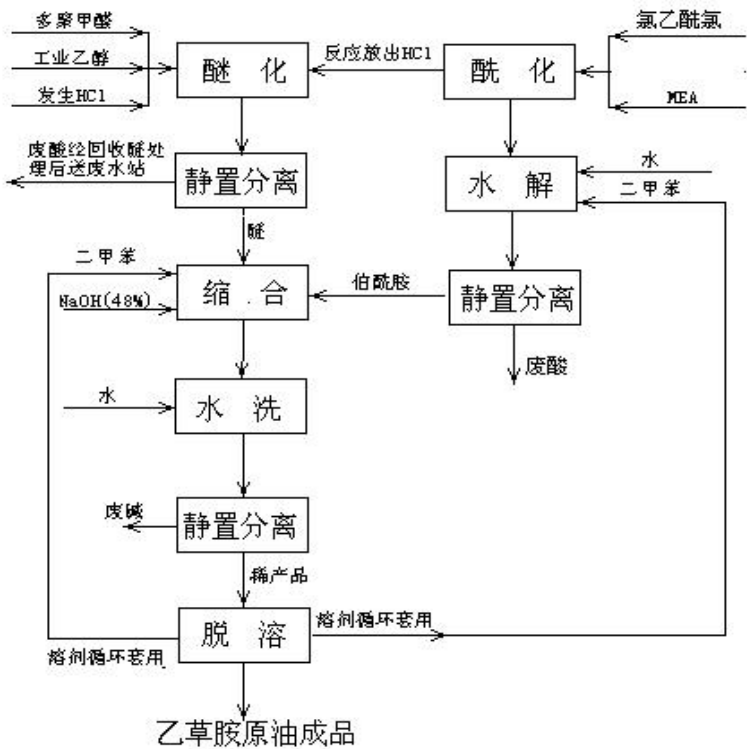 多聚甲醛
工业乙醇
发生HCl
醚 化
反应放出HCl
酰 化
氯乙酰氯
MEA
废酸经回收醚处
理后送废水站
静置分离
水 解
水
二甲苯
醚
二甲苯
NaOH(48%)
缩 . 合
伯酰胺
静置分离
废酸
水
水 洗
废碱
静置分离
稀产品
脱 溶
溶剂循环套用
溶剂循环套用
乙草胺原油成品